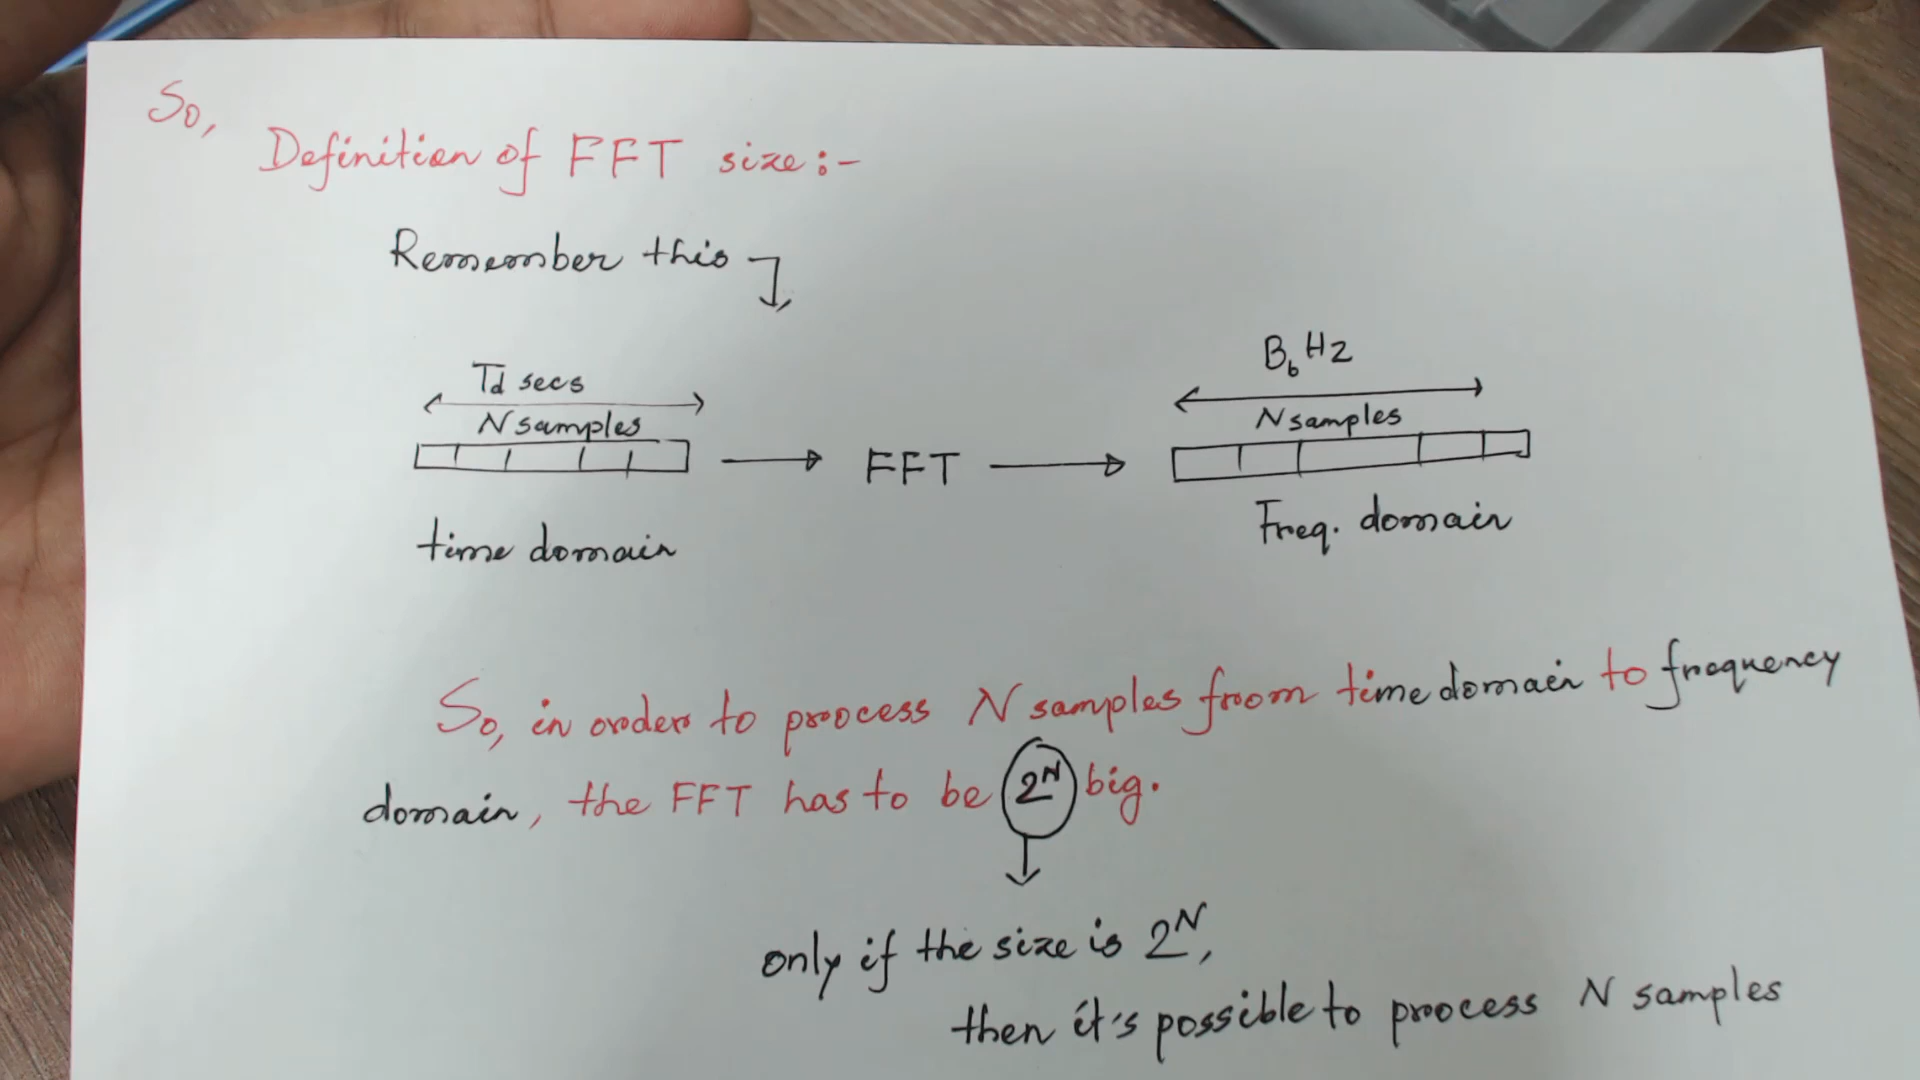 So,
Definition of FFT size:-
Remember this
Td secs
N samples
FFT
time domain
Bb Hz
N samples
Freq. domain
So, in order to process N samples from time domain to frequency
domain, the FFT has to be 2^N big.
only if the size is 2^N,
then it's possible to process N samples